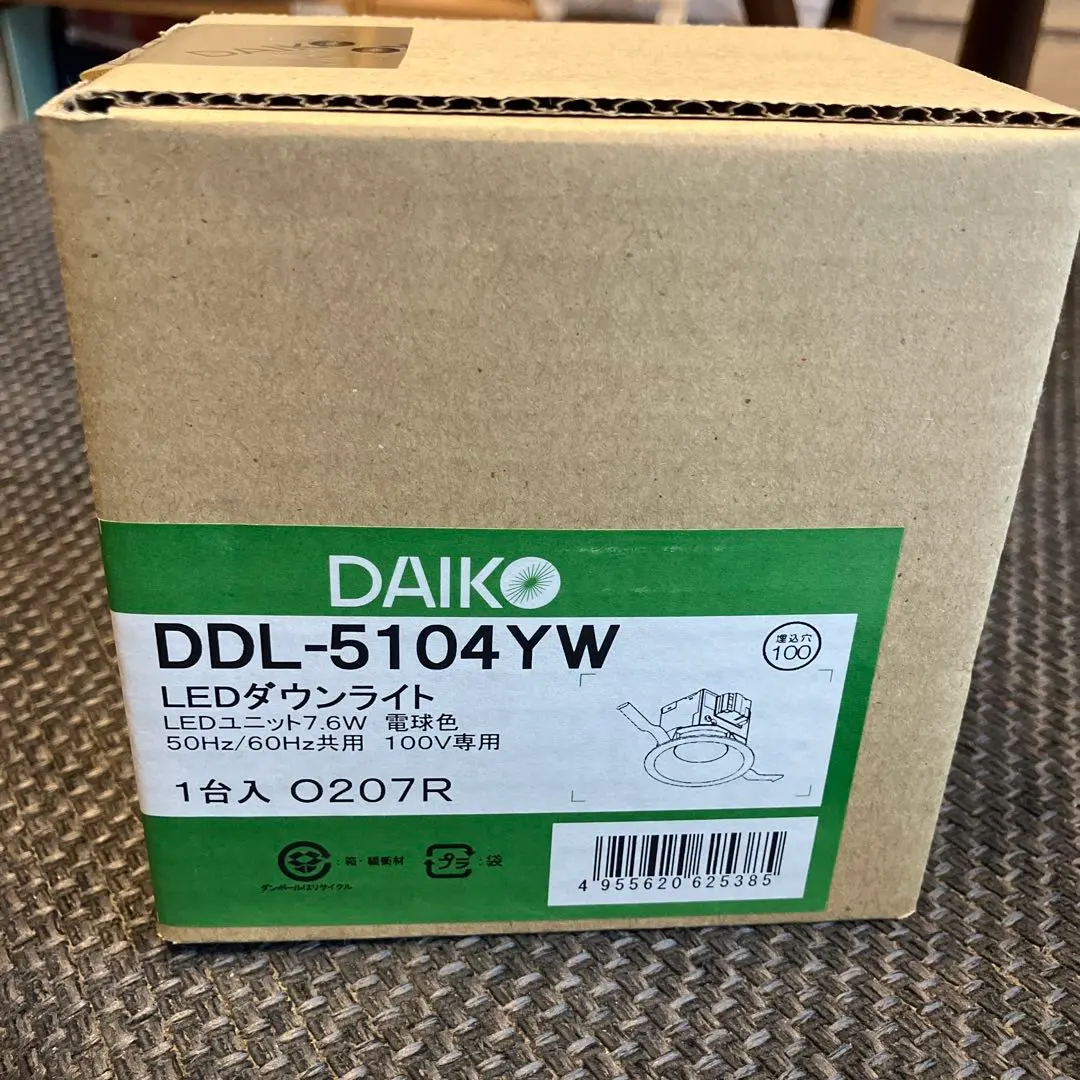 DAIKO
DAIKO
DDL-5104YW
埋込穴
100
LEDダウンライト
LEDユニット7.6W 電球色
50Hz/60Hz共用 100V専用
1台入 O207R
:箱・緩衝材
ダンボールはリサイクル
プラ:袋
4 955620 625385